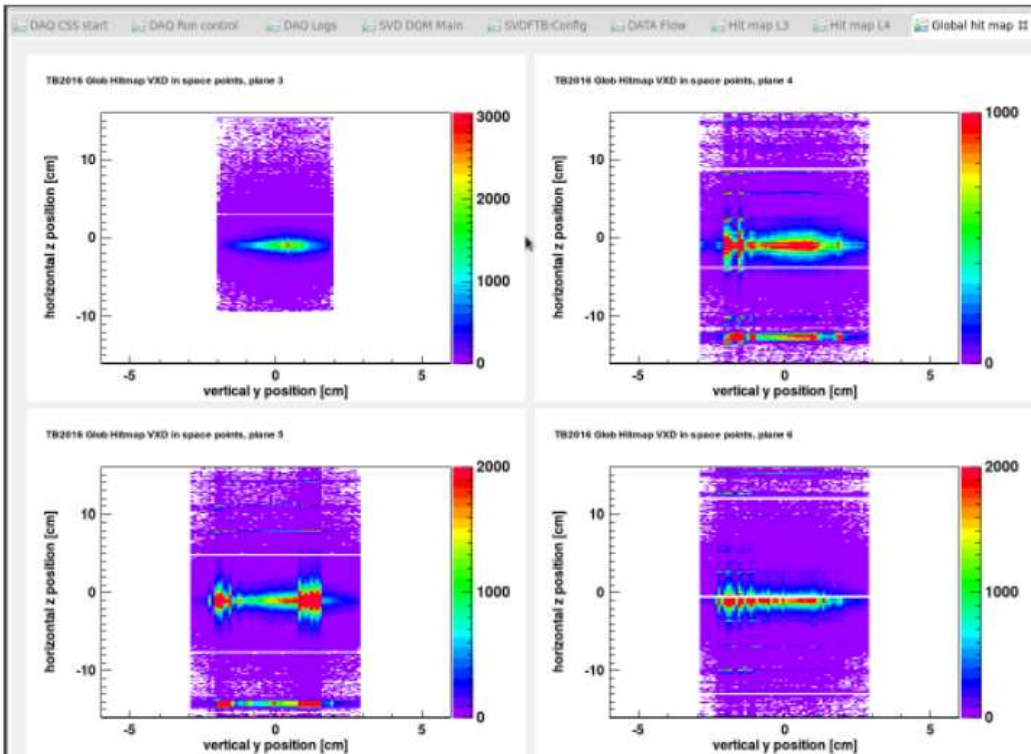 DAQ CSS start DAQ Run control DAQ Logs SVD DQM Main SVDFTB:Config DATA Flow Hit map L3 Hit map L4 Global hit map
TB2016 Glob Hitmap VXD in space points, plane 3
horizontal z position [cm]
10
0
-10
-5 0 5
vertical y position [cm]
3000
2000
1000
0
TB2016 Glob Hitmap VXD in space points, plane 4
horizontal z position [cm]
10
0
-10
-5 0 5
vertical y position [cm]
1000
0
TB2016 Glob Hitmap VXD in space points, plane 5
horizontal z position [cm]
10
0
-10
-5 0 5
vertical y position [cm]
2000
1000
0
TB2016 Glob Hitmap VXD in space points, plane 6
horizontal z position [cm]
10
0
-10
-5 0 5
vertical y position [cm]
2000
1000
0